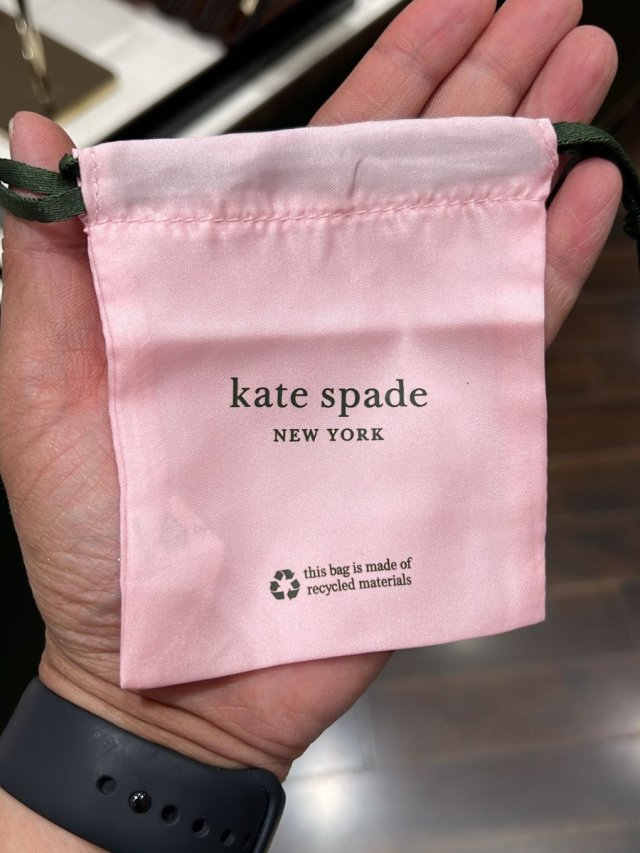 kate spade
NEW YORK
this bag is made of
recycled materials